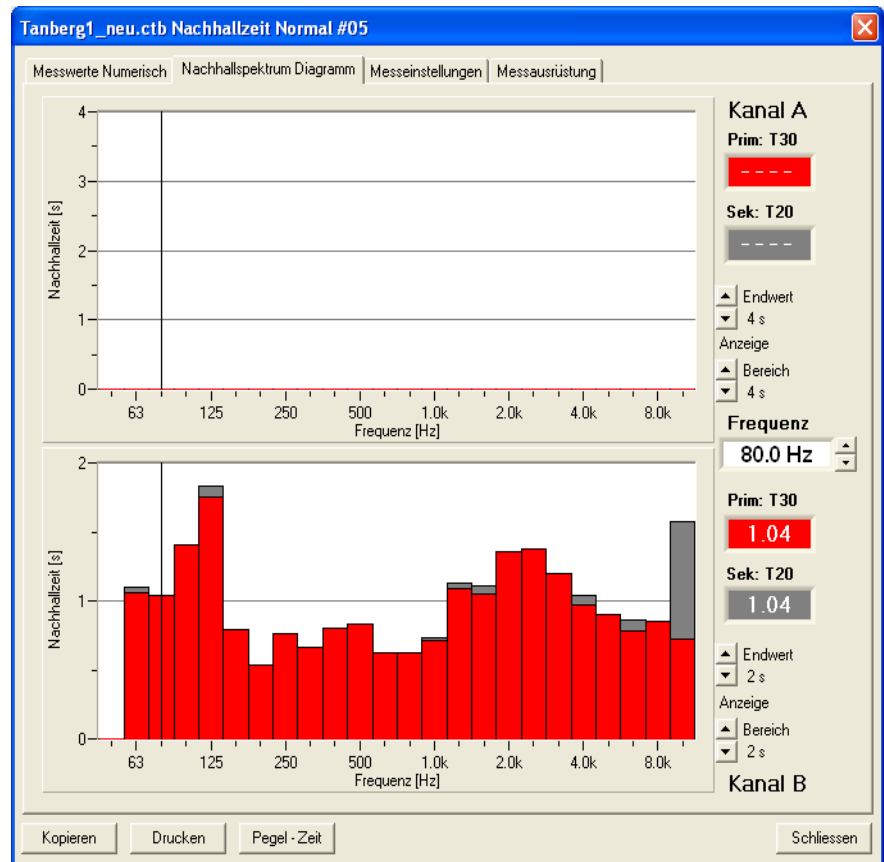 Tanberg1_neu.ctb Nachhallzeit Normal #05
Messwerte Numerisch Nachhallspektrum Diagramm Messeinstellungen Messausrüstung
Kanal A
Prim: T30
- - - -
Sek: T20
- - - -
Endwert
4 s
Anzeige
Bereich
4 s
Nachhallzeit [s]
4
3
2
1
0
63 125 250 500 1.0k 2.0k 4.0k 8.0k
Frequenz [Hz]
Frequenz
80.0 Hz
Prim: T30
1.04
Sek: T20
1.04
Endwert
2 s
Anzeige
Bereich
2 s
Kanal B
Nachhallzeit [s]
2
1
0
63 125 250 500 1.0k 2.0k 4.0k 8.0k
Frequenz [Hz]
Kopieren Drucken Pegel - Zeit Schliessen